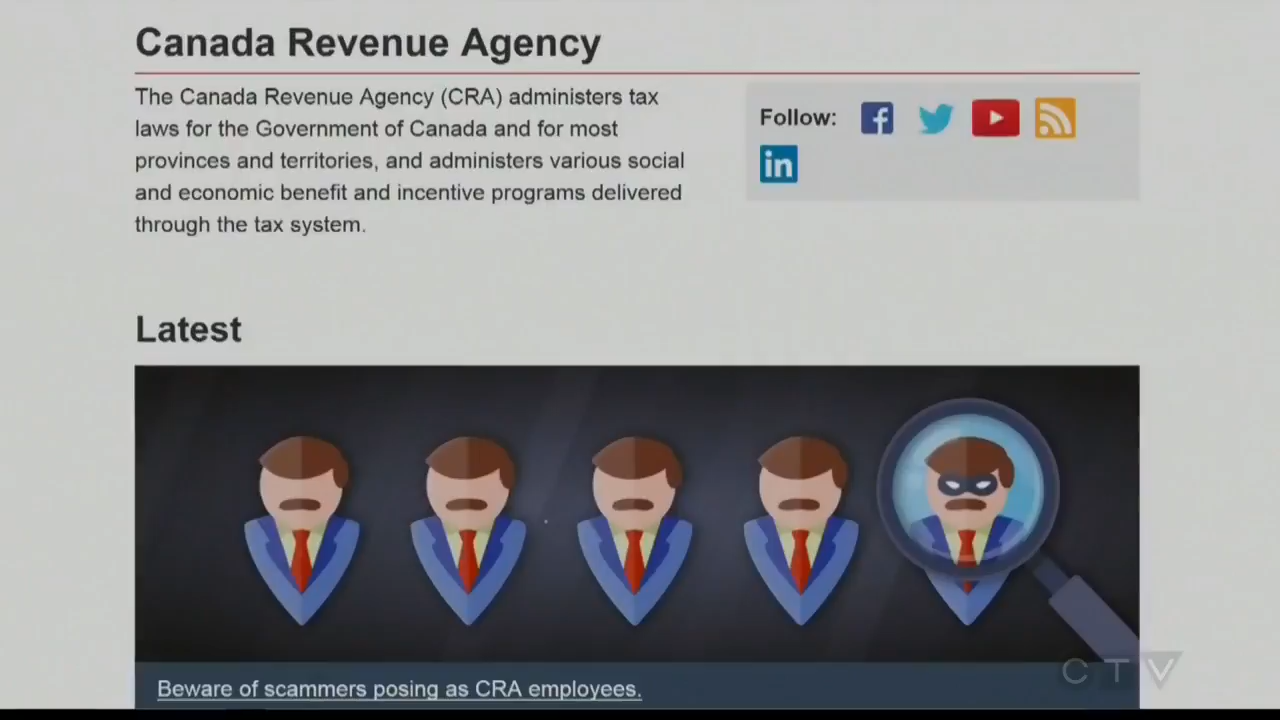 Canada Revenue Agency
The Canada Revenue Agency (CRA) administers tax
laws for the Government of Canada and for most
provinces and territories, and administers various social
and economic benefit and incentive programs delivered
through the tax system.
Follow:
in
Latest
Beware of scammers posing as CRA employees.
CTV